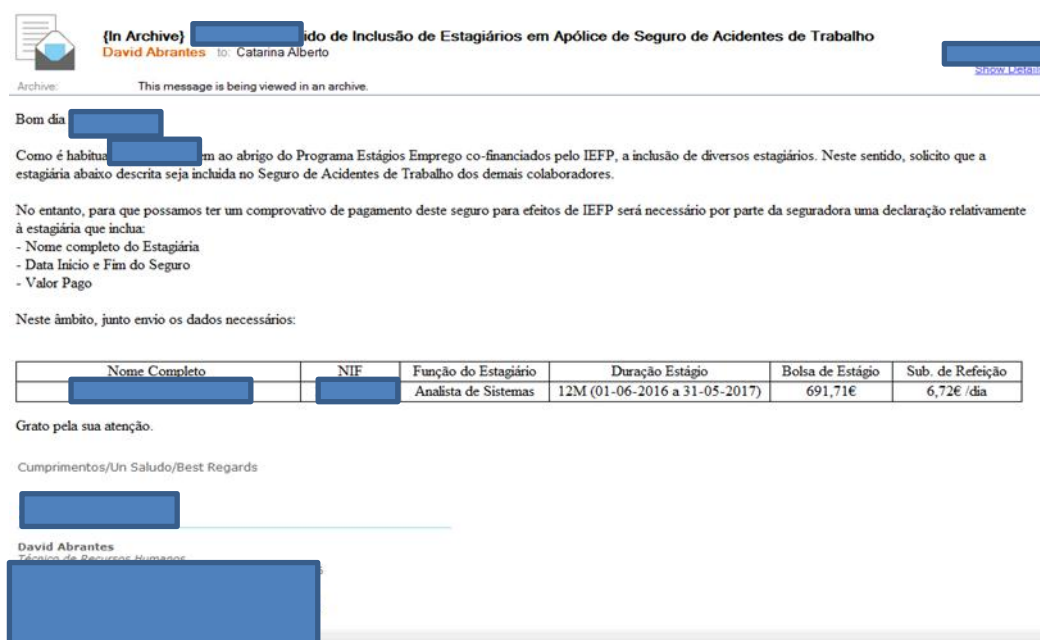 {In Archive} ido de Inclusão de Estagiários em Apólice de Seguro de Acidentes de Trabalho
David Abrantes to: Catarina Alberto
Show Details
Archive: This message is being viewed in an archive.
Bom dia
Como é habitua em ao abrigo do Programa Estágios Emprego co-financiados pelo IEFP, a inclusão de diversos estagiários. Neste sentido, solicito que a
estagiária abaixo descrita seja incluida no Seguro de Acidentes de Trabalho dos demais colaboradores.
No entanto, para que possamos ter um comprovativo de pagamento deste seguro para efeitos de IEFP será necessário por parte da seguradora uma declaração relativamente
à estagiária que inclua:
- Nome completo do Estagiária
- Data Inicio e Fim do Seguro
- Valor Pago
Neste âmbito, junto envio os dados necessários:
Nome Completo NIF Função do Estagiário Duração Estágio Bolsa de Estágio Sub. de Refeição
Analista de Sistemas 12M (01-06-2016 a 31-05-2017) 691,71€ 6,72€ /dia
Grato pela sua atenção.
Cumprimentos/Un Saludo/Best Regards
David Abrantes
Técnico de Recursos Humanos